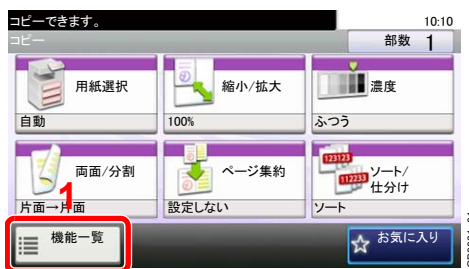 コピーできます。 10:10
コピー 部数 1
用紙選択 縮小/拡大 濃度
自動 100% ふつう
123123
112233
両面/分割 ページ集約 ソート/
仕分け
片面→片面 設定しない ソート
1
機能一覧 お気に入り